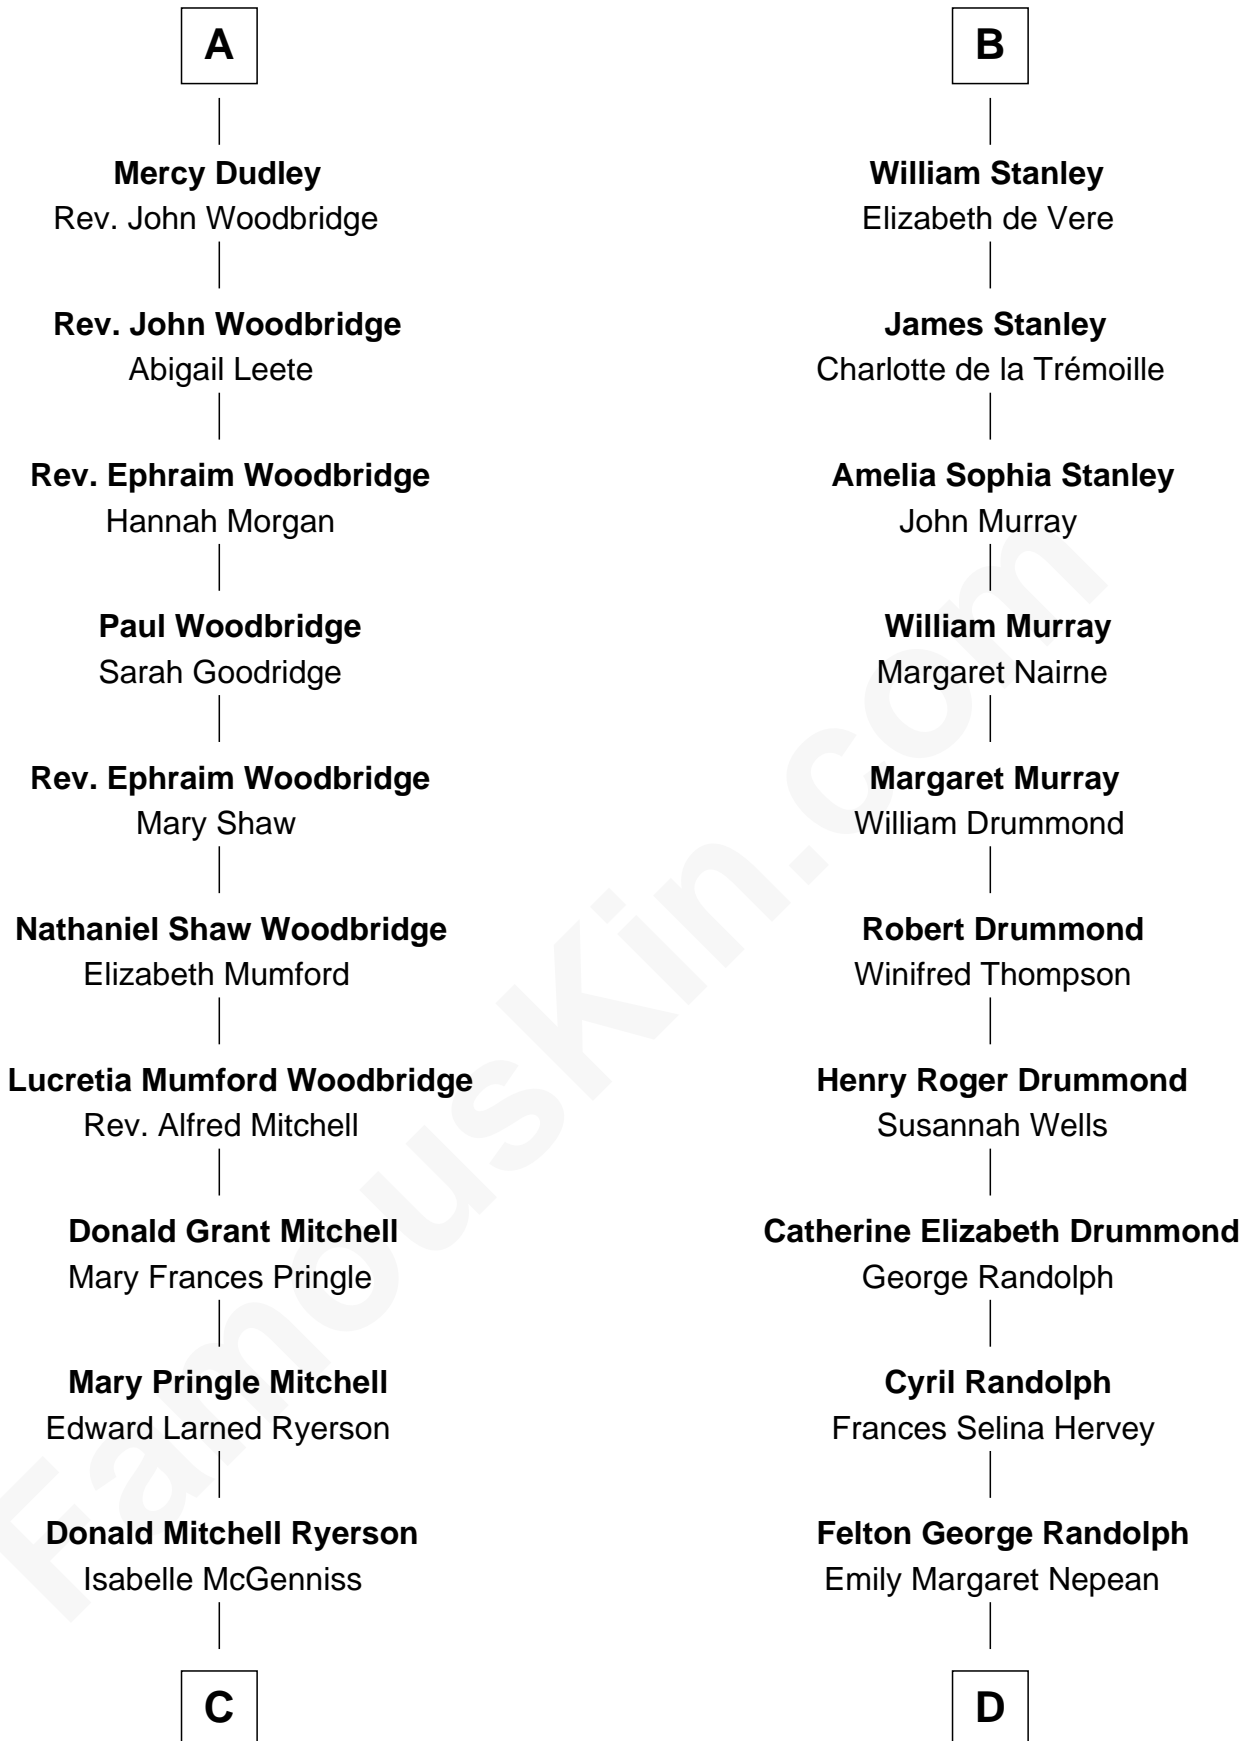 A
Mercy Dudley
Rev. John Woodbridge
Rev. John Woodbridge
Abigail Leete
Rev. Ephraim Woodbridge
Hannah Morgan
Paul Woodbridge
Sarah Goodridge
Rev. Ephraim Woodbridge
Mary Shaw
Nathaniel Shaw Woodbridge
Elizabeth Mumford
Lucretia Mumford Woodbridge
Rev. Alfred Mitchell
Donald Grant Mitchell
Mary Frances Pringle
Mary Pringle Mitchell
Edward Larned Ryerson
Donald Mitchell Ryerson
Isabelle McGenniss
C
B
William Stanley
Elizabeth de Vere
James Stanley
Charlotte de la Trémoille
Amelia Sophia Stanley
John Murray
William Murray
Margaret Nairne
Margaret Murray
William Drummond
Robert Drummond
Winifred Thompson
Henry Roger Drummond
Susannah Wells
Catherine Elizabeth Drummond
George Randolph
Cyril Randolph
Frances Selina Hervey
Felton George Randolph
Emily Margaret Nepean
D
FamousKin.com